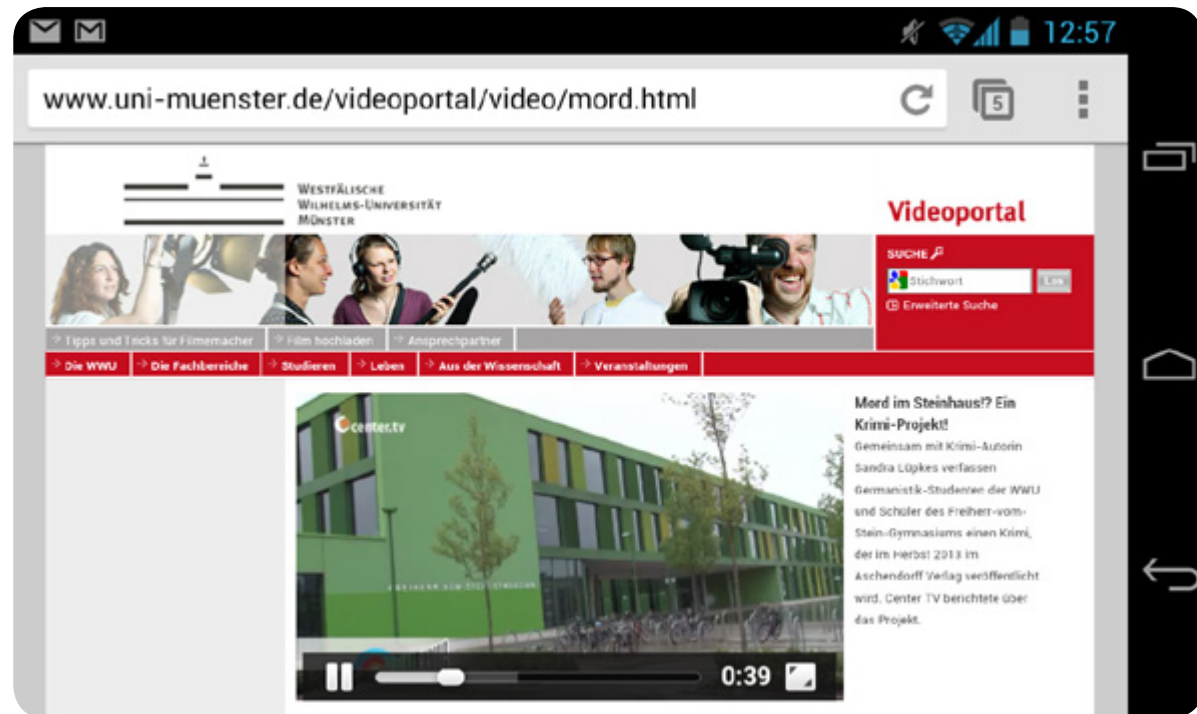 12:57
www.uni-muenster.de/videoportal/video/mord.html
5
WESTFÄLISCHE
WILHELMS-UNIVERSITÄT
MÜNSTER
Videoportal
SUCHE
Stichwort
Los
Erweiterte Suche
Tipps und Tricks für Filmemacher
Film hochladen
Ansprechpartner
Die WWU
Die Fachbereiche
Studieren
Leben
Aus der Wissenschaft
Veranstaltungen
center.tv
FREIHERR-VOM-STEIN-GYMNASIUM
0:39
Mord im Steinhaus!? Ein
Krimi-Projekt!
Gemeinsam mit Krimi-Autorin
Sandra Lüpkes verfassen
Germanistik-Studenten der WWU
und Schüler des Freiherr-vom-
Stein-Gymnasiums einen Krimi,
der im Herbst 2013 im
Aschendorff Verlag veröffentlicht
wird. Center TV berichtete über
das Projekt.